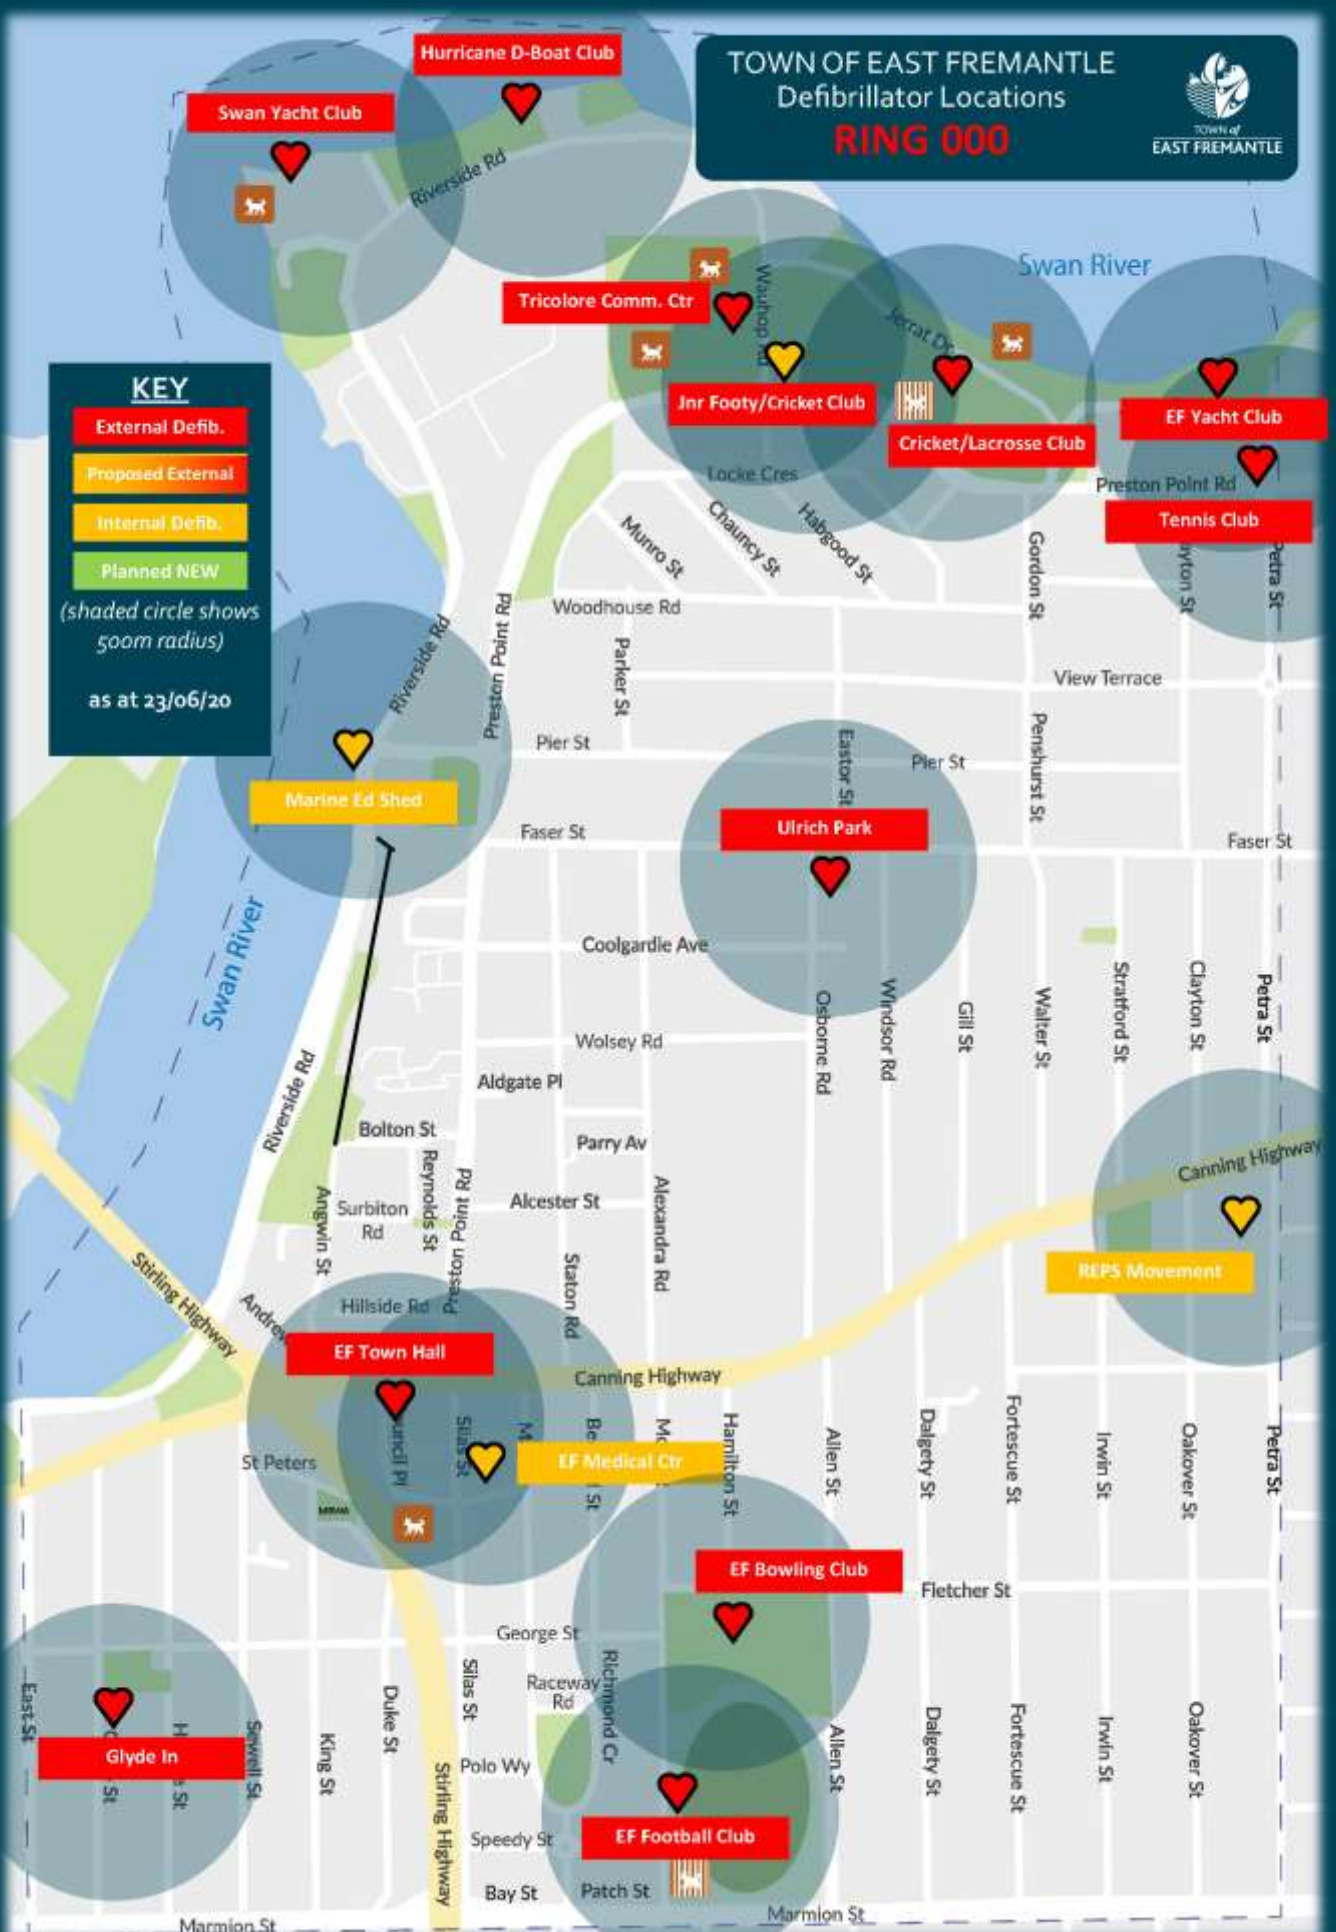 Hurricane D-Boat Club
TOWN OF EAST FREMANTLE
Defibrillator Locations
RING 000
TOWN of
EAST FREMANTLE
Swan Yacht Club
Riverside Rd
Swan River
Tricolore Comm. Ctr
Wauhop Rd
Jerrat Dr
Jnr Footy/Cricket Club
EF Yacht Club
Cricket/Lacrosse Club
KEY
External Defib.
Proposed External
Internal Defib.
Planned NEW
(shaded circle shows
500m radius)
as at 23/06/20
Locke Cres
Preston Point Rd
Tennis Club
Munro St
Chauncy St
Habgood St
Gordon St
Petra St
Woodhouse Rd
Riverside Rd
Preston Point Rd
Parker St
View Terrace
Pier St
Eastor St
Pier St
Penshurst St
Marine Ed Shed
Faser St
Ulrich Park
Faser St
Swan River
Coolgardie Ave
Osborne Rd
Windsor Rd
Gill St
Walter St
Stratford St
Clayton St
Petra St
Wolsey Rd
Aldgate Pl
Riverside Rd
Bolton St
Parry Av
Canning Highway
Angwin St
Surbiton
Rd
Reynolds St
Preston Point Rd
Alcester St
Alexandra Rd
Staton Rd
REPS Movement
Stirling Highway
Hillside Rd
EF Town Hall
Canning Highway
St Peters
Silas St
EF Medical Ctr
St
Hamilton St
Allen St
Dalgety St
Fortescue St
Irwin St
Oakover St
Petra St
EF Bowling Club
Fletcher St
George St
Raceway
Rd
Richmond Cr
East St
Glyde In
St
St
Sewell St
King St
Duke St
Silas St
Stirling Highway
Polo Wy
Allen St
Dalgety St
Fortescue St
Irwin St
Oakover St
EF Football Club
Speedy St
Bay St
Patch St
Marmion St
Marmion St